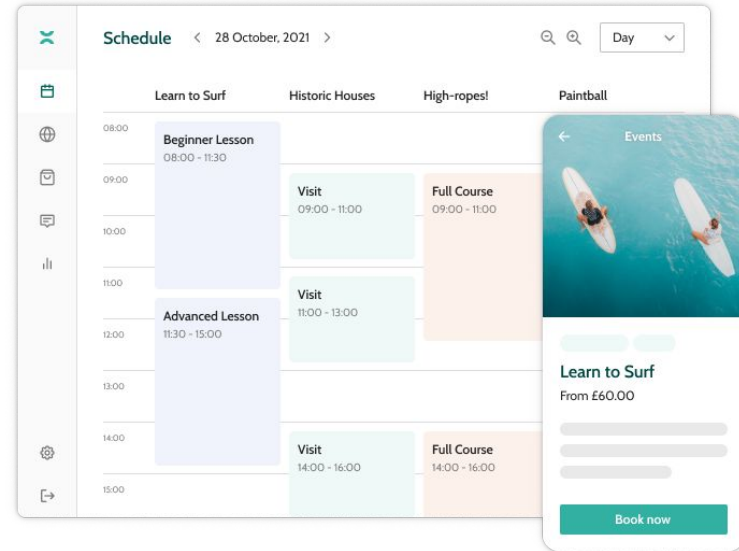 Schedule < 28 October, 2021 > Day
Learn to Surf Historic Houses High-ropes! Paintball
08:00
Beginner Lesson
08:00 - 11:30
09:00
Visit
09:00 - 11:00
Full Course
09:00 - 11:00
10:00
11:00
Visit
11:00 - 13:00
Advanced Lesson
11:30 - 15:00
12:00
13:00
14:00
Visit
14:00 - 16:00
Full Course
14:00 - 16:00
15:00
Events
Learn to Surf
From £60.00
Book now